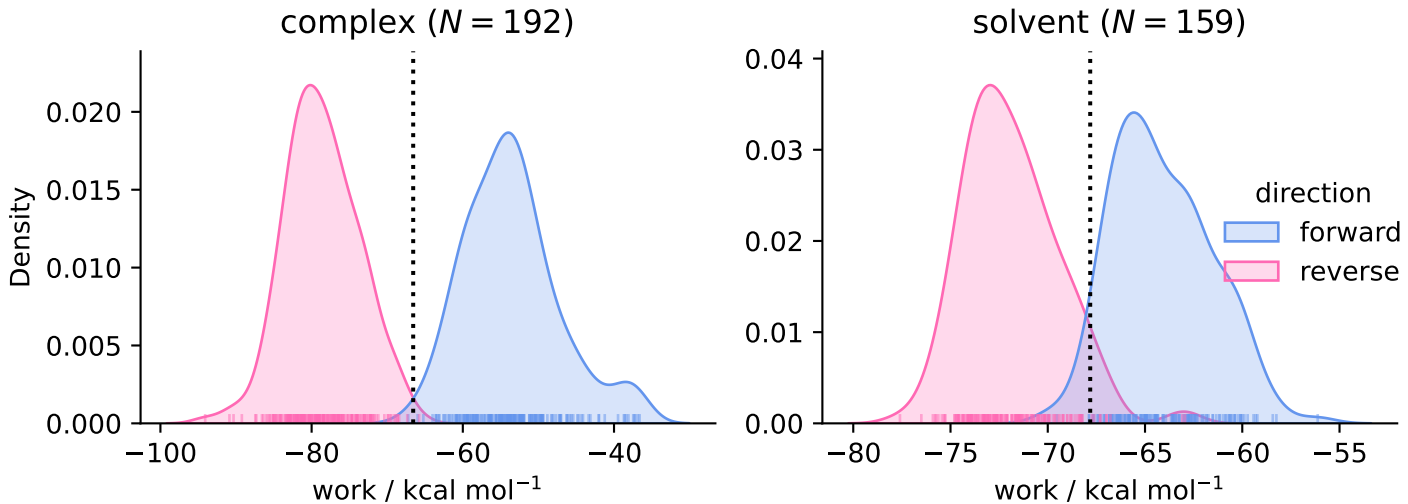 complex (N = 192)
0.020
0.015
0.010
0.005
0.000
Density
−100 −80 −60 −40
work / kcal mol⁻¹
solvent (N = 159)
0.04
0.03
0.02
0.01
0.00
−80 −75 −70 −65 −60 −55
work / kcal mol⁻¹
direction
forward
reverse